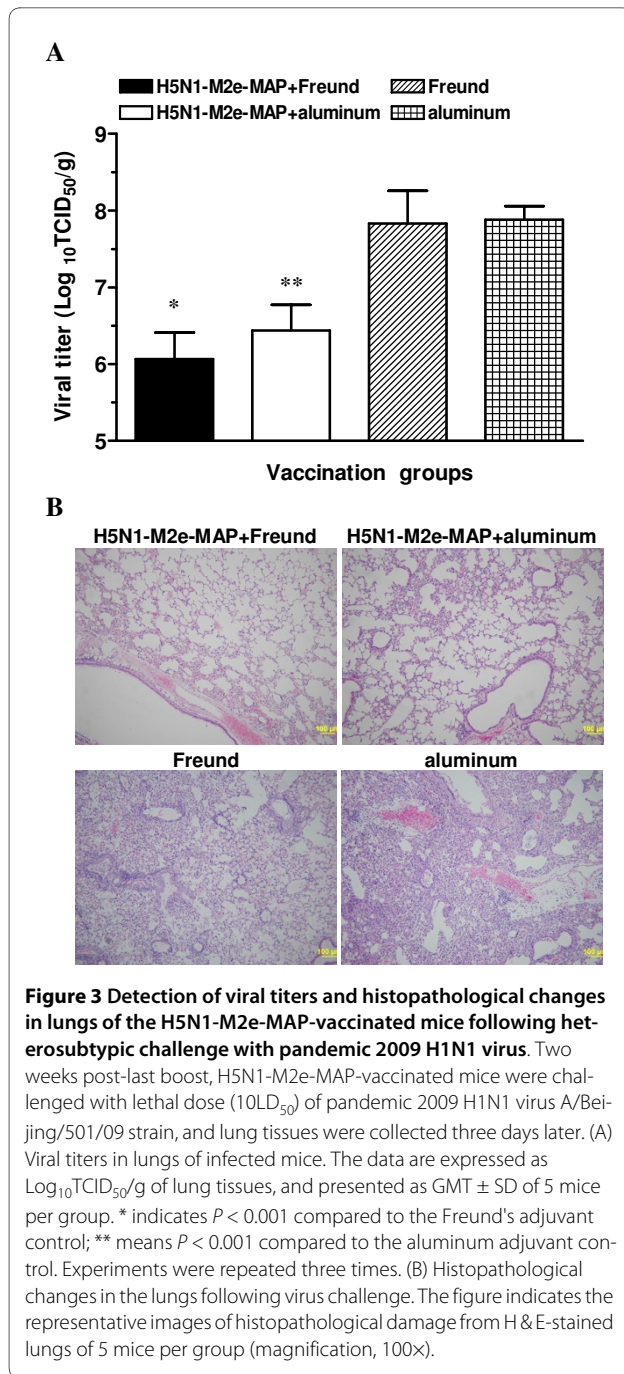 A
H5N1-M2e-MAP+Freund Freund
H5N1-M2e-MAP+aluminum aluminum
Viral titer (Log 10TCID50/g)
9
8
7
6
5
*
**
Vaccination groups
B
H5N1-M2e-MAP+Freund H5N1-M2e-MAP+aluminum
100 µm
100 µm
Freund aluminum
100 µm
100 µm
Figure 3 Detection of viral titers and histopathological changes
in lungs of the H5N1-M2e-MAP-vaccinated mice following het-
erosubtypic challenge with pandemic 2009 H1N1 virus. Two
weeks post-last boost, H5N1-M2e-MAP-vaccinated mice were chal-
lenged with lethal dose (10LD50) of pandemic 2009 H1N1 virus A/Bei-
jing/501/09 strain, and lung tissues were collected three days later. (A)
Viral titers in lungs of infected mice. The data are expressed as
Log10TCID50/g of lung tissues, and presented as GMT ± SD of 5 mice
per group. * indicates P < 0.001 compared to the Freund's adjuvant
control; ** means P < 0.001 compared to the aluminum adjuvant con-
trol. Experiments were repeated three times. (B) Histopathological
changes in the lungs following virus challenge. The figure indicates the
representative images of histopathological damage from H & E-stained
lungs of 5 mice per group (magnification, 100×).